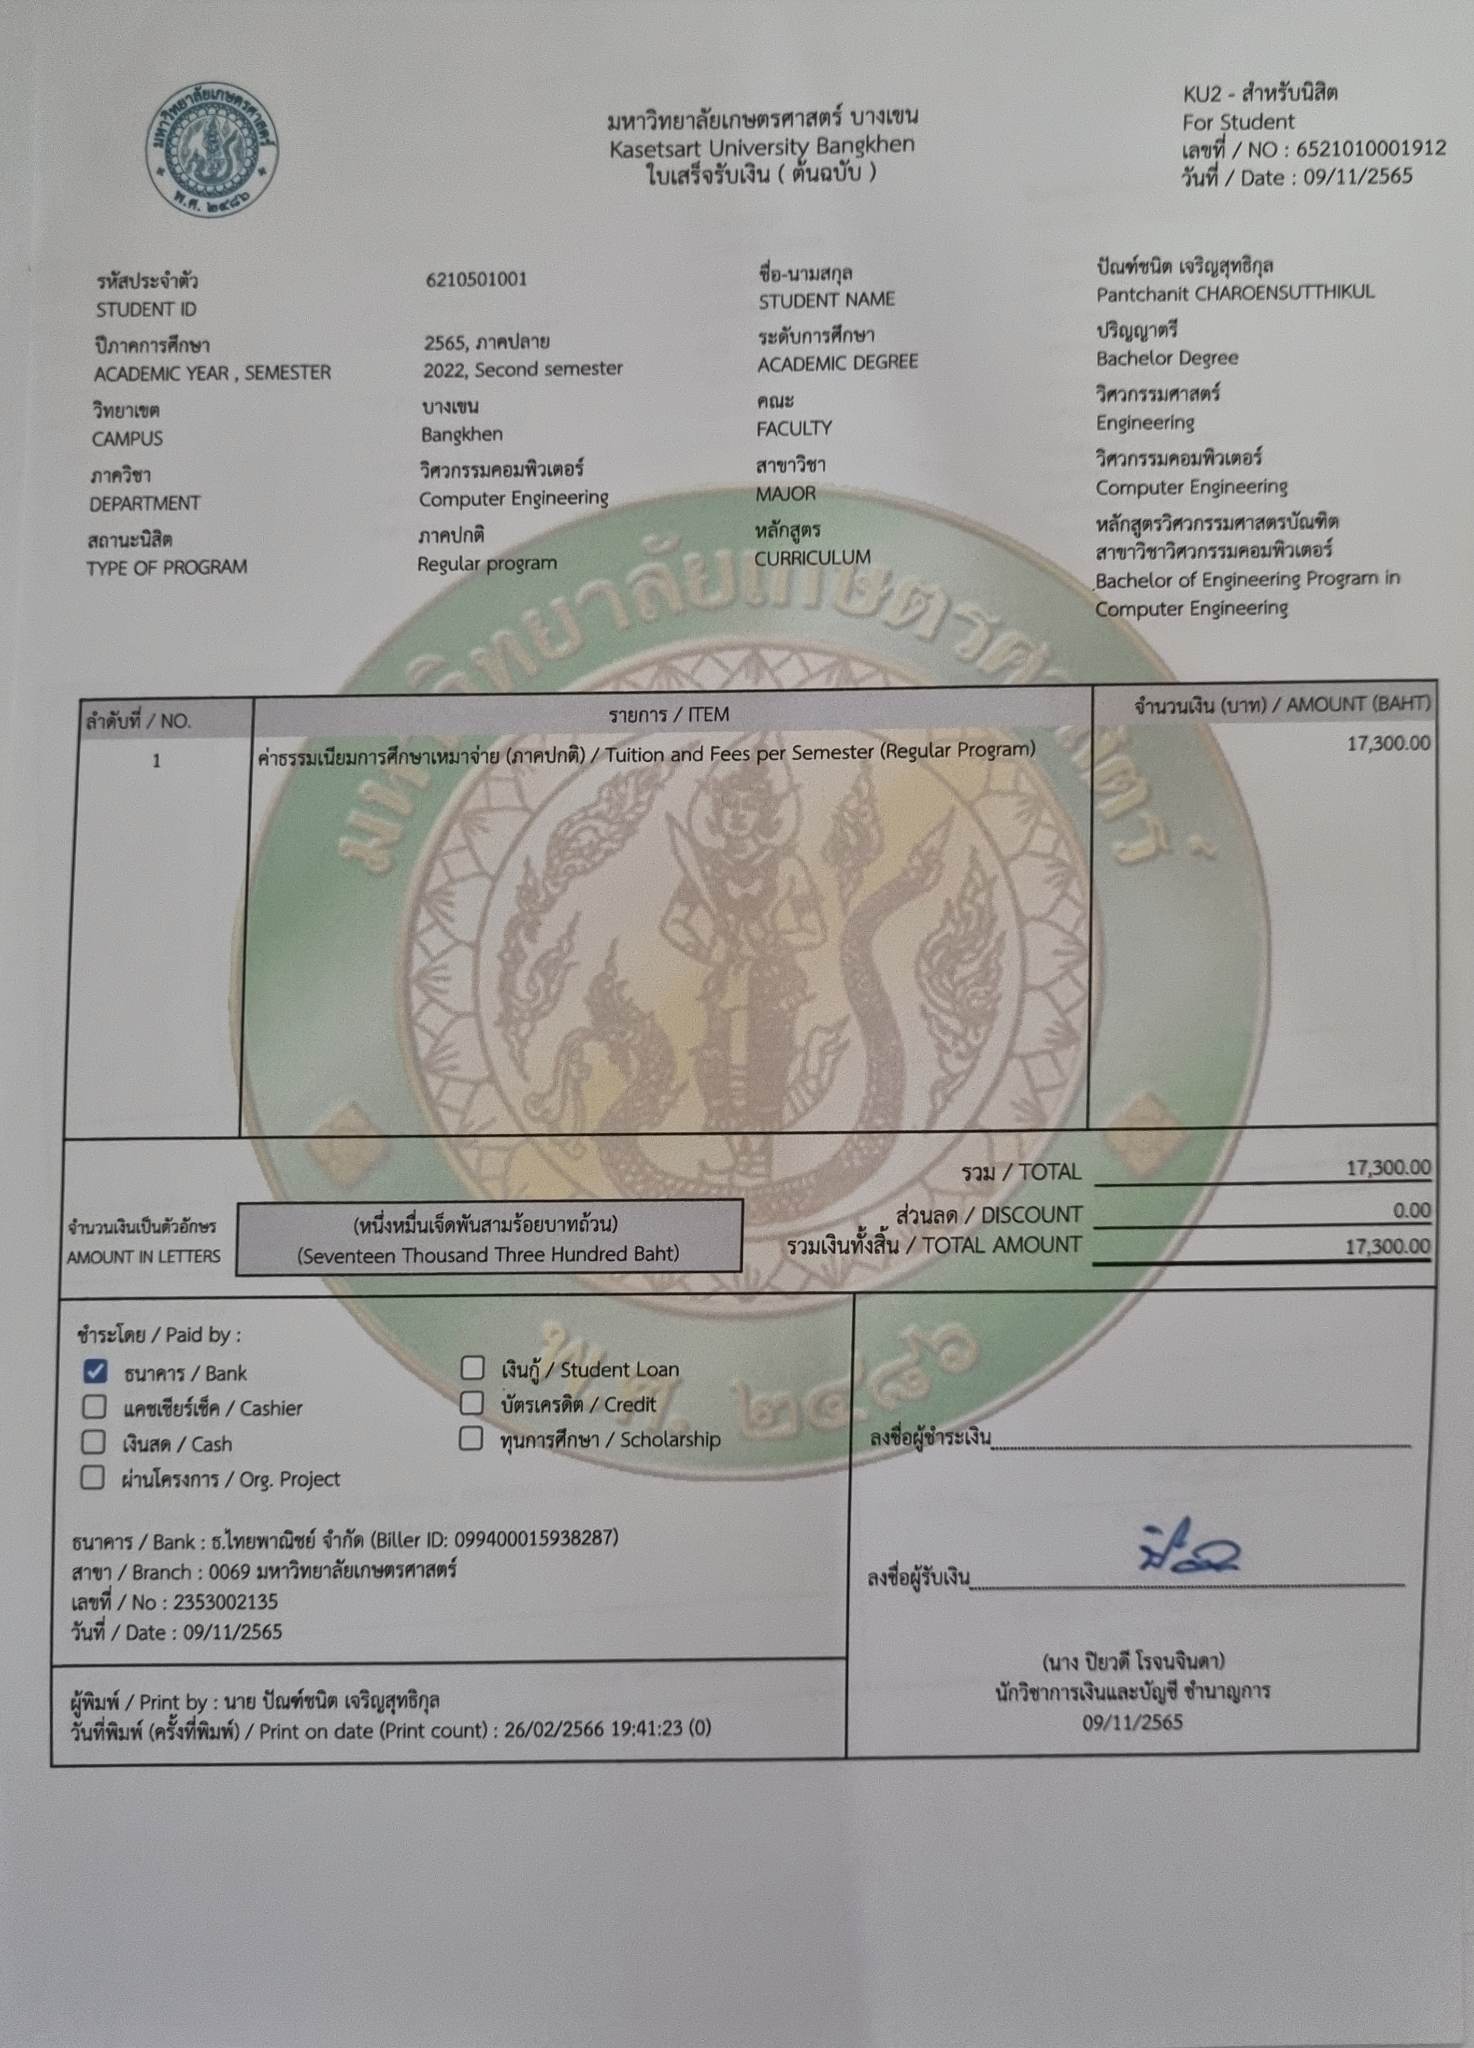 มหาวิทยาลัยเกษตรศาสตร์
พ.ศ. ๒๔๘๖
มหาวิทยาลัยเกษตรศาสตร์ บางเขน
Kasetsart University Bangkhen
ใบเสร็จรับเงิน ( ต้นฉบับ )
KU2 - สำหรับนิสิต
For Student
เลขที่ / NO : 6521010001912
วันที่ / Date : 09/11/2565
รหัสประจำตัว 6210501001 ชื่อ-นามสกุล ปัณฑ์ชนิต เจริญสุทธิกุล
STUDENT ID STUDENT NAME Pantchanit CHAROENSUTTHIKUL
ปีภาคการศึกษา 2565, ภาคปลาย ระดับการศึกษา ปริญญาตรี
ACADEMIC YEAR , SEMESTER 2022, Second semester ACADEMIC DEGREE Bachelor Degree
วิทยาเขต บางเขน คณะ วิศวกรรมศาสตร์
CAMPUS Bangkhen FACULTY Engineering
ภาควิชา วิศวกรรมคอมพิวเตอร์ สาขาวิชา วิศวกรรมคอมพิวเตอร์
DEPARTMENT Computer Engineering MAJOR Computer Engineering
สถานะนิสิต ภาคปกติ หลักสูตร หลักสูตรวิศวกรรมศาสตรบัณฑิต
สาขาวิชาวิศวกรรมคอมพิวเตอร์
TYPE OF PROGRAM Regular program CURRICULUM Bachelor of Engineering Program in
Computer Engineering
มหาวิทยาลัยเกษตรศาสตร์
ลำดับที่ / NO. รายการ / ITEM จำนวนเงิน (บาท) / AMOUNT (BAHT)
1 ค่าธรรมเนียมการศึกษาเหมาจ่าย (ภาคปกติ) / Tuition and Fees per Semester (Regular Program) 17,300.00
รวม / TOTAL 17,300.00
ส่วนลด / DISCOUNT 0.00
รวมเงินทั้งสิ้น / TOTAL AMOUNT 17,300.00
จำนวนเงินเป็นตัวอักษร (หนึ่งหมื่นเจ็ดพันสามร้อยบาทถ้วน)
AMOUNT IN LETTERS (Seventeen Thousand Three Hundred Baht)
พ.ศ. ๒๔๘๖
ชำระโดย / Paid by :
ธนาคาร / Bank เงินกู้ / Student Loan
แคชเชียร์เช็ค / Cashier บัตรเครดิต / Credit
เงินสด / Cash ทุนการศึกษา / Scholarship
ผ่านโครงการ / Org. Project
ธนาคาร / Bank : ธ.ไทยพาณิชย์ จำกัด (Biller ID: 099400015938287)
สาขา / Branch : 0069 มหาวิทยาลัยเกษตรศาสตร์
เลขที่ / No : 2353002135
วันที่ / Date : 09/11/2565
ลงชื่อผู้ชำระเงิน
ลงชื่อผู้รับเงิน
(นาง ปิยวดี โรจนจินดา)
นักวิชาการเงินและบัญชี ชำนาญการ
09/11/2565
ผู้พิมพ์ / Print by : นาย ปัณฑ์ชนิต เจริญสุทธิกุล
วันที่พิมพ์ (ครั้งที่พิมพ์) / Print on date (Print count) : 26/02/2566 19:41:23 (0)